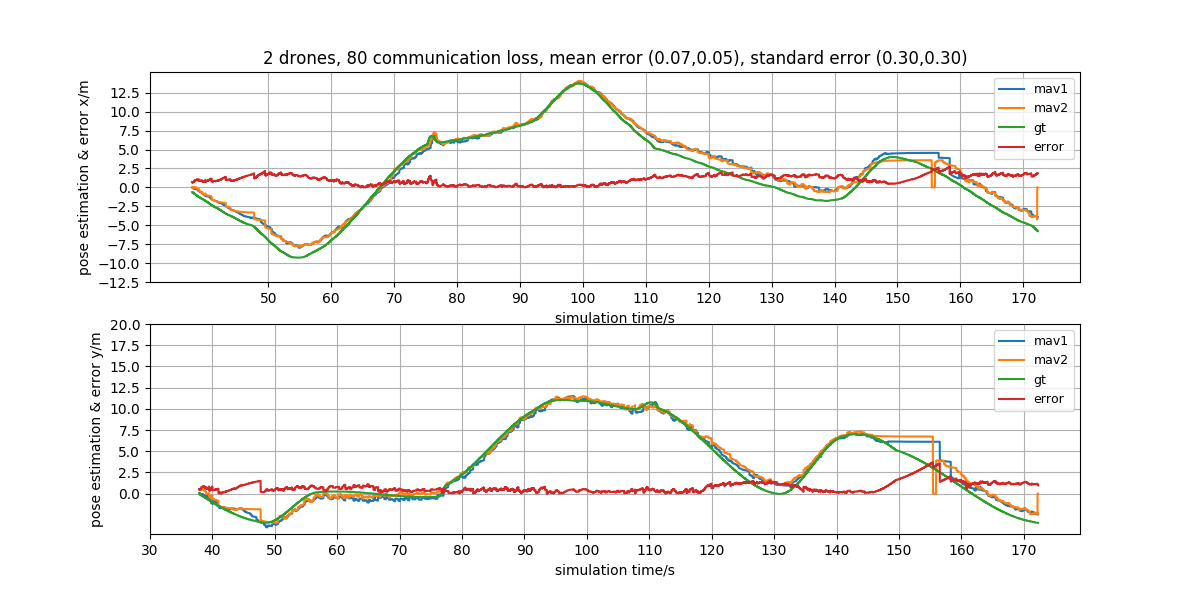 2 drones, 80 communication loss, mean error (0.07,0.05), standard error (0.30,0.30)
pose estimation & error x/m
12.5
10.0
7.5
5.0
2.5
0.0
−2.5
−5.0
−7.5
−10.0
−12.5
mav1
mav2
gt
error
50 60 70 80 90 100 110 120 130 140 150 160 170
simulation time/s
pose estimation & error y/m
20.0
17.5
15.0
12.5
10.0
7.5
5.0
2.5
0.0
mav1
mav2
gt
error
30 40 50 60 70 80 90 100 110 120 130 140 150 160 170
simulation time/s